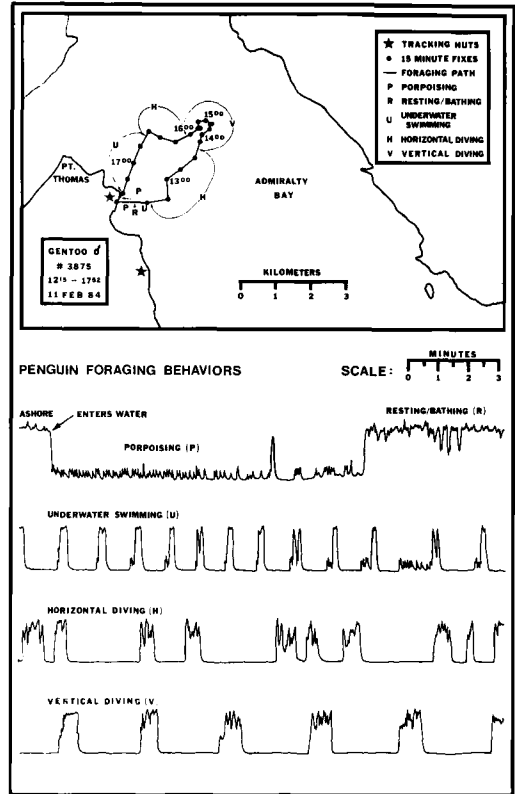 ★ TRACKING HUTS
• 15 MINUTE FIXES
— FORAGING PATH
P PORPOISING
R RESTING/BATHING
U UNDERWATER SWIMMING
H HORIZONTAL DIVING
V VERTICAL DIVING
H
15⁰⁰
V
16⁰⁰
14⁰⁰
U
17⁰⁰
PT. THOMAS
P
13⁰⁰
ADMIRALTY BAY
P
R
U
H
GENTOO ♂
# 3875
12¹⁵ – 17⁵²
11 FEB 84
KILOMETERS
0 1 2 3
PENGUIN FORAGING BEHAVIORS
SCALE:
MINUTES
0 1 2 3
ASHORE
ENTERS WATER
RESTING/BATHING (R)
PORPOISING (P)
UNDERWATER SWIMMING (U)
HORIZONTAL DIVING (H)
VERTICAL DIVING (V